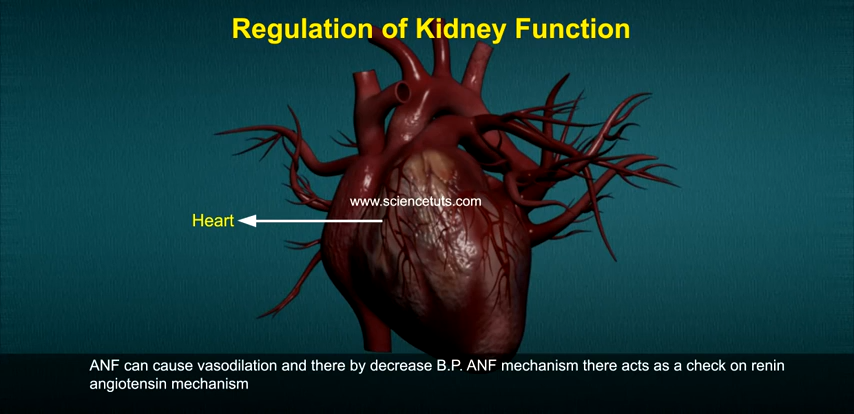 Regulation of Kidney Function
www.sciencetuts.com
Heart
ANF can cause vasodilation and there by decrease B.P. ANF mechanism there acts as a check on renin
angiotensin mechanism